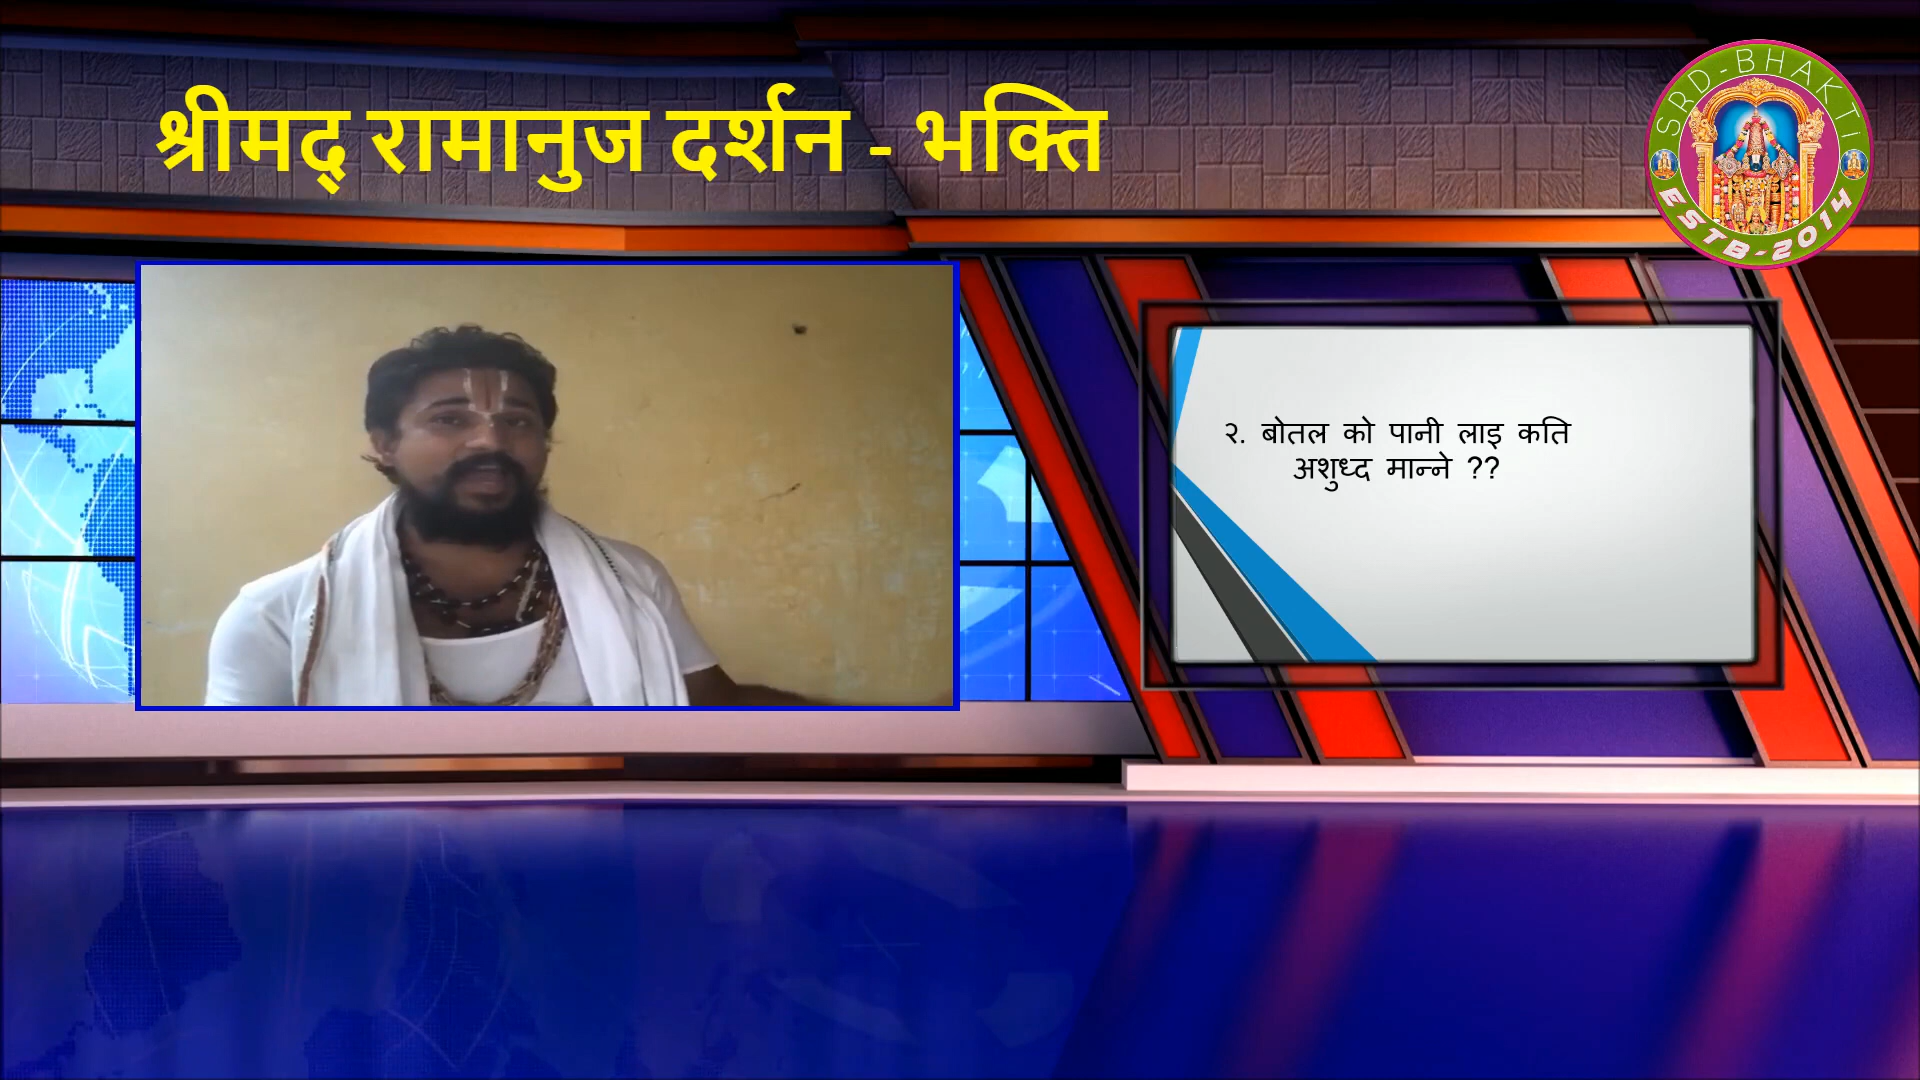 श्रीमद् रामानुज दर्शन - भक्ति
SRD-BHAKTI
ESTB-2014
२. बोतल को पानी लाइ कति
अशुध्द मान्ने ??